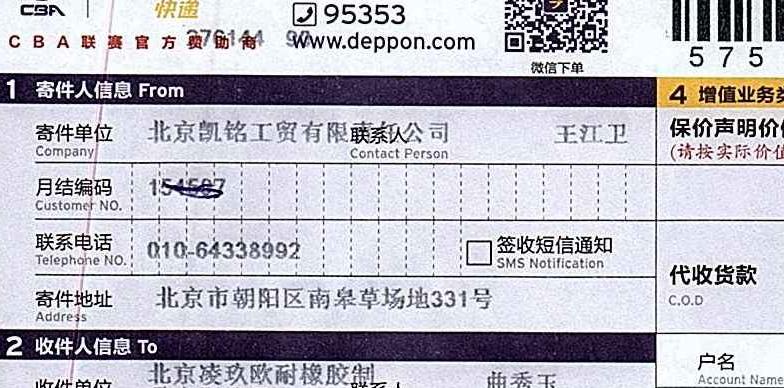 CBA 快递 95353
CBA联赛官方赞助商 www.deppon.com
微信下单
575
1 寄件人信息 From
4 增值业务类
寄件单位 北京凯铭工贸有限责任公司 联系人 王江卫
Company Contact Person
保价声明价值
(请按实际价值
月结编码
Customer NO.
联系电话 010-64338992 签收短信通知
Telephone NO. SMS Notification
代收货款
C.O.D
寄件地址 北京市朝阳区南皋草场地331号
Address
2 收件人信息 To
户名
Account Name
收件单位 北京凌玖欧耐橡胶制 联系人 曲秀玉